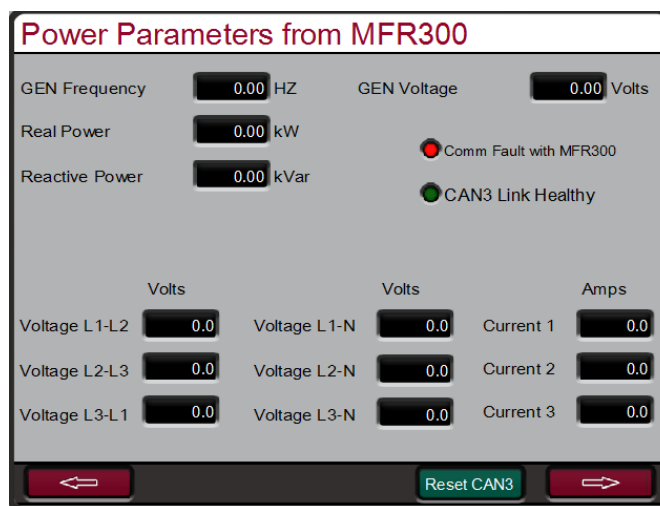 Power Parameters from MFR300
GEN Frequency 0.00 HZ GEN Voltage 0.00 Volts
Real Power 0.00 kW
Comm Fault with MFR300
Reactive Power 0.00 kVar
CAN3 Link Healthy
Volts Volts Amps
Voltage L1-L2 0.0 Voltage L1-N 0.0 Current 1 0.0
Voltage L2-L3 0.0 Voltage L2-N 0.0 Current 2 0.0
Voltage L3-L1 0.0 Voltage L3-N 0.0 Current 3 0.0
Reset CAN3